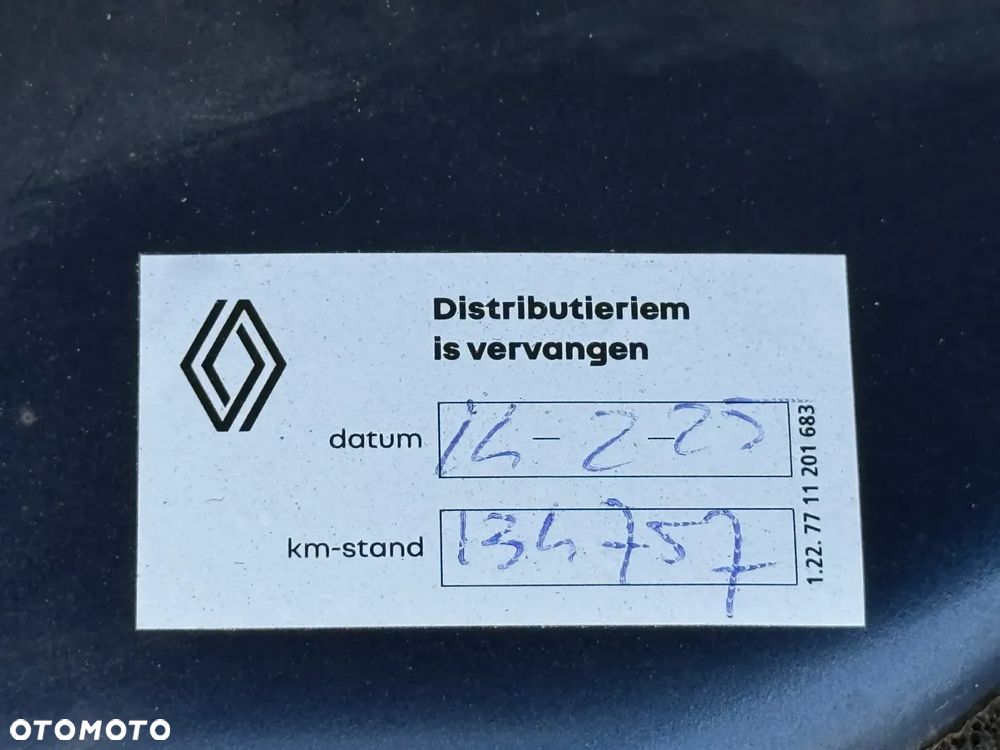 Distributieriem
is vervangen
datum 14-2-25
km-stand 134757
1.22. 77 11 201 683
OTOMOTO